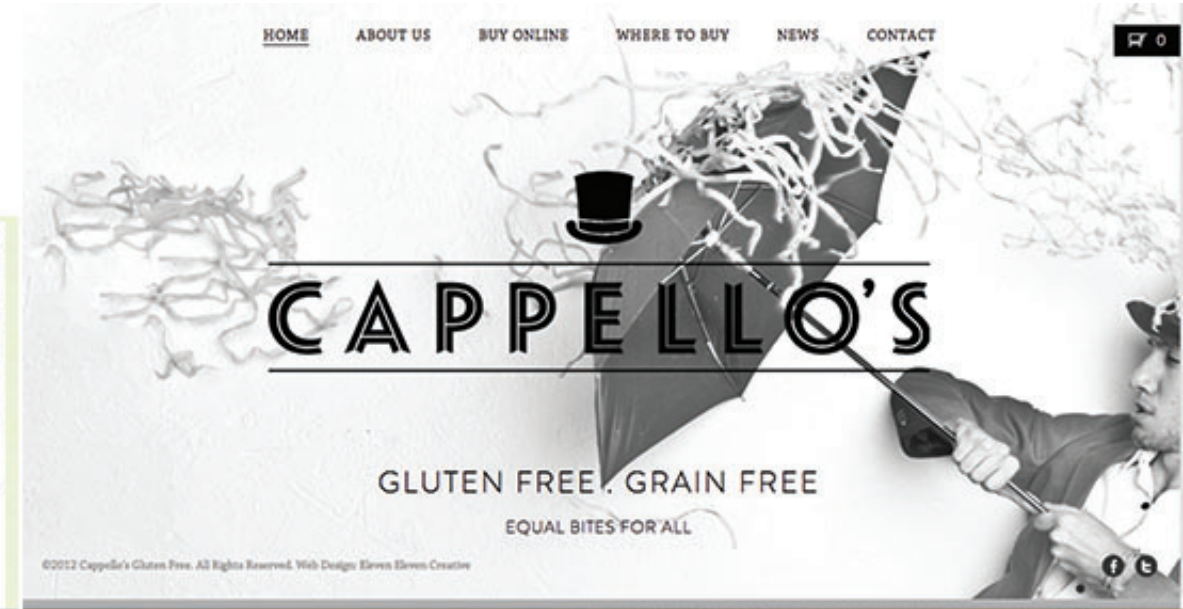 HOME ABOUT US BUY ONLINE WHERE TO BUY NEWS CONTACT
0
CAPPELLO'S
GLUTEN FREE . GRAIN FREE
EQUAL BITES FOR ALL
©2012 Cappello's Gluten Free. All Rights Reserved. Web Design: Eleven Eleven Creative
f t